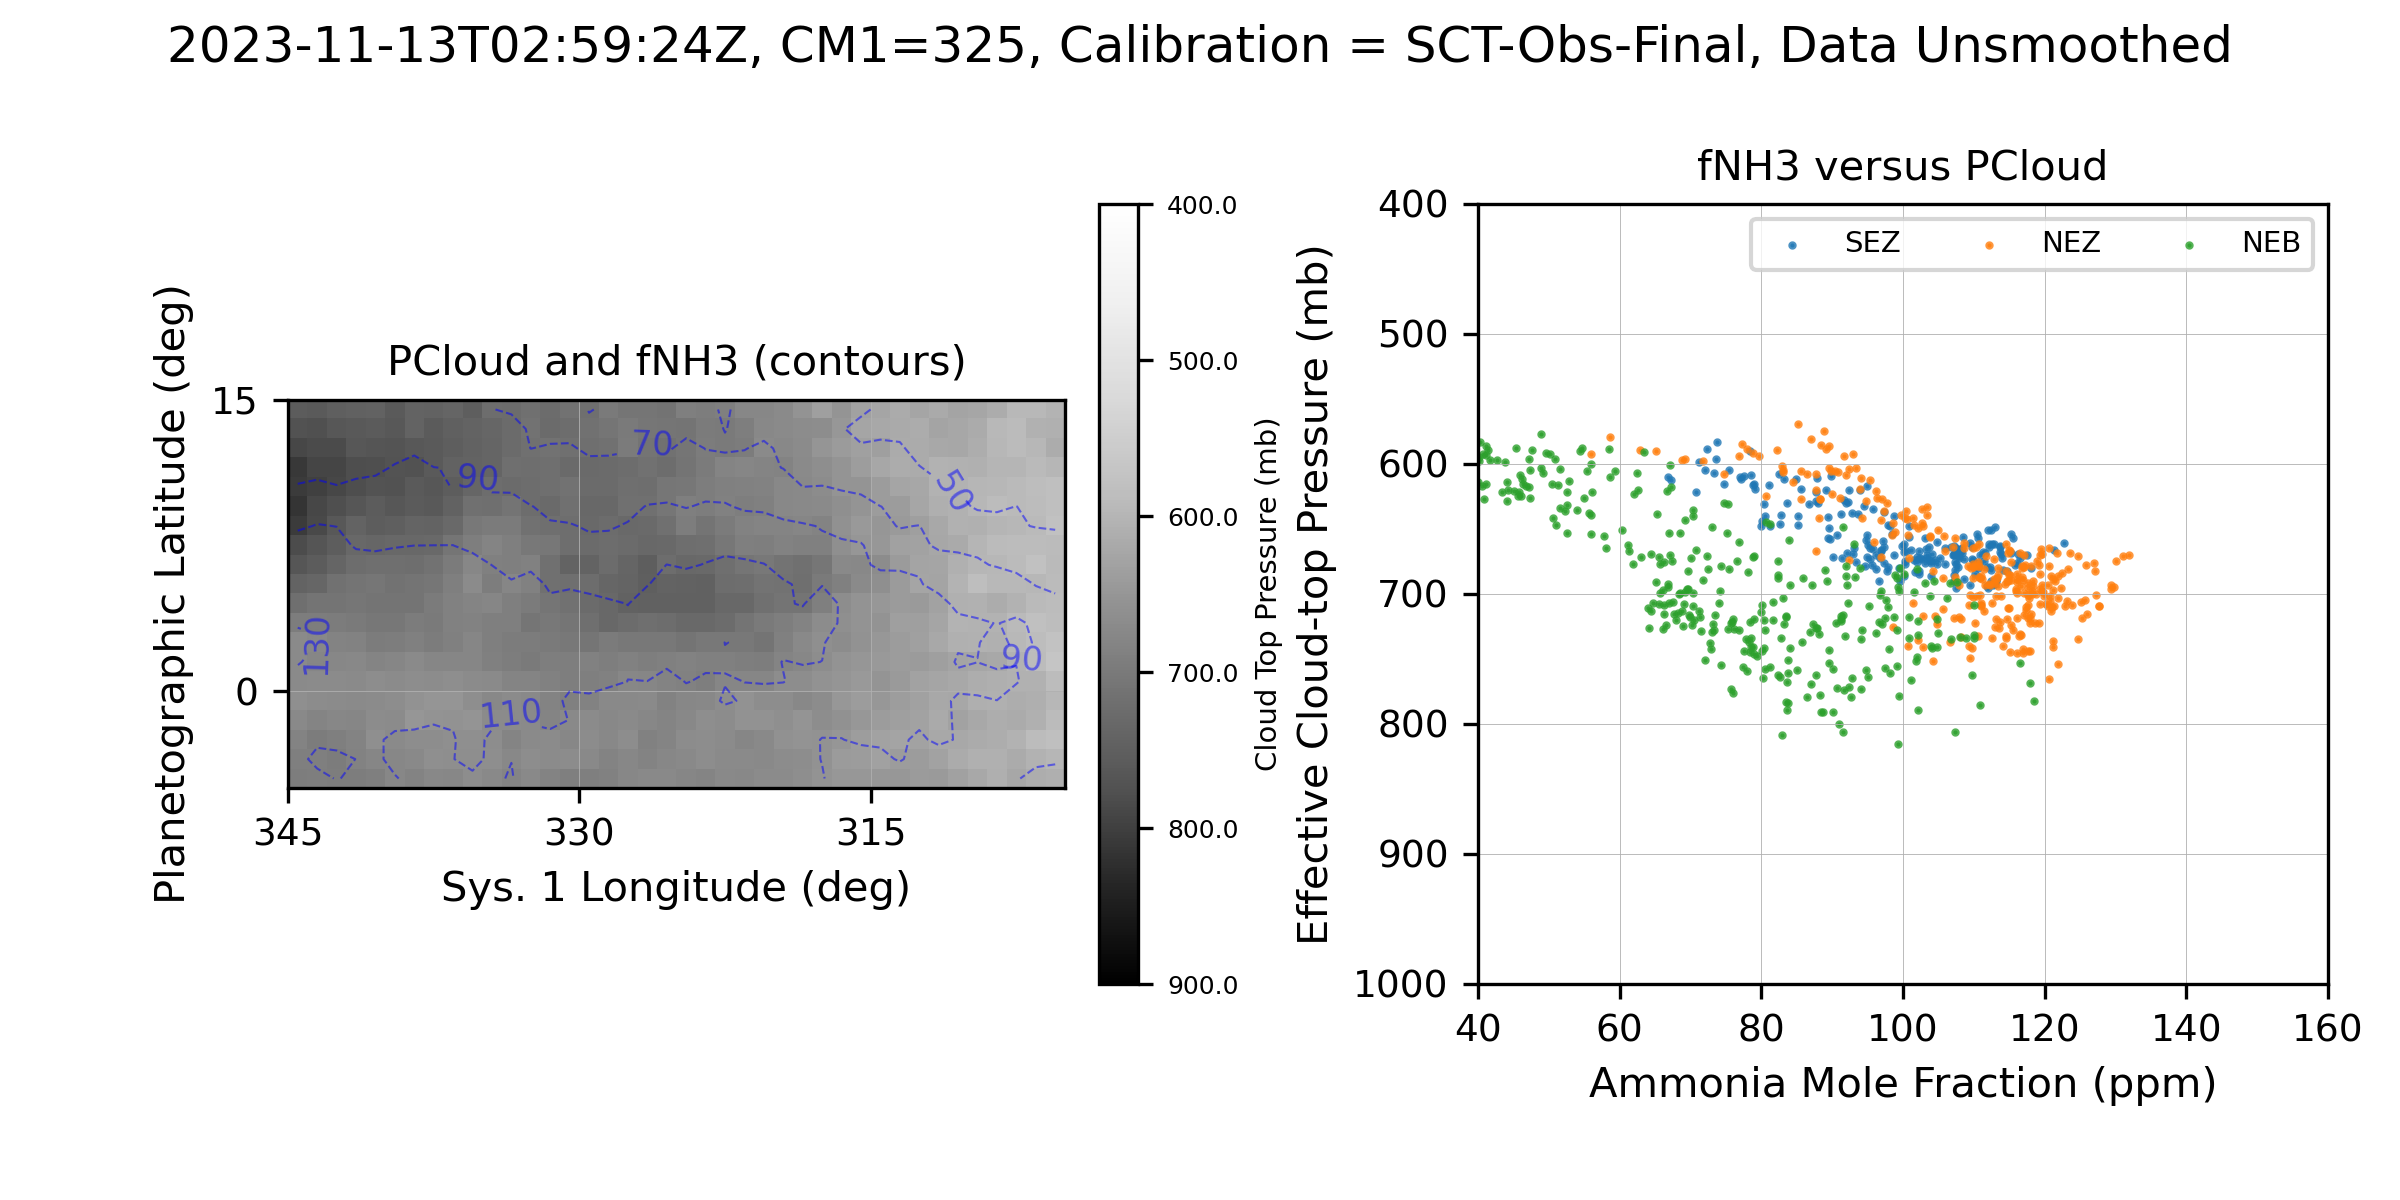 2023-11-13T02:59:24Z, CM1=325, Calibration = SCT-Obs-Final, Data Unsmoothed
PCloud and fNH3 (contours)
Planetographic Latitude (deg)
15
0
70
90
50
130
90
110
345
330
315
Sys. 1 Longitude (deg)
400.0
500.0
600.0
700.0
800.0
900.0
Cloud Top Pressure (mb)
fNH3 versus PCloud
Effective Cloud-top Pressure (mb)
400
500
600
700
800
900
1000
SEZ NEZ NEB
40 60 80 100 120 140 160
Ammonia Mole Fraction (ppm)